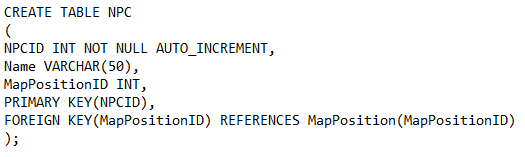 CREATE TABLE NPC
(
NPCID INT NOT NULL AUTO_INCREMENT,
Name VARCHAR(50),
MapPositionID INT,
PRIMARY KEY(NPCID),
FOREIGN KEY(MapPositionID) REFERENCES MapPosition(MapPositionID)
);